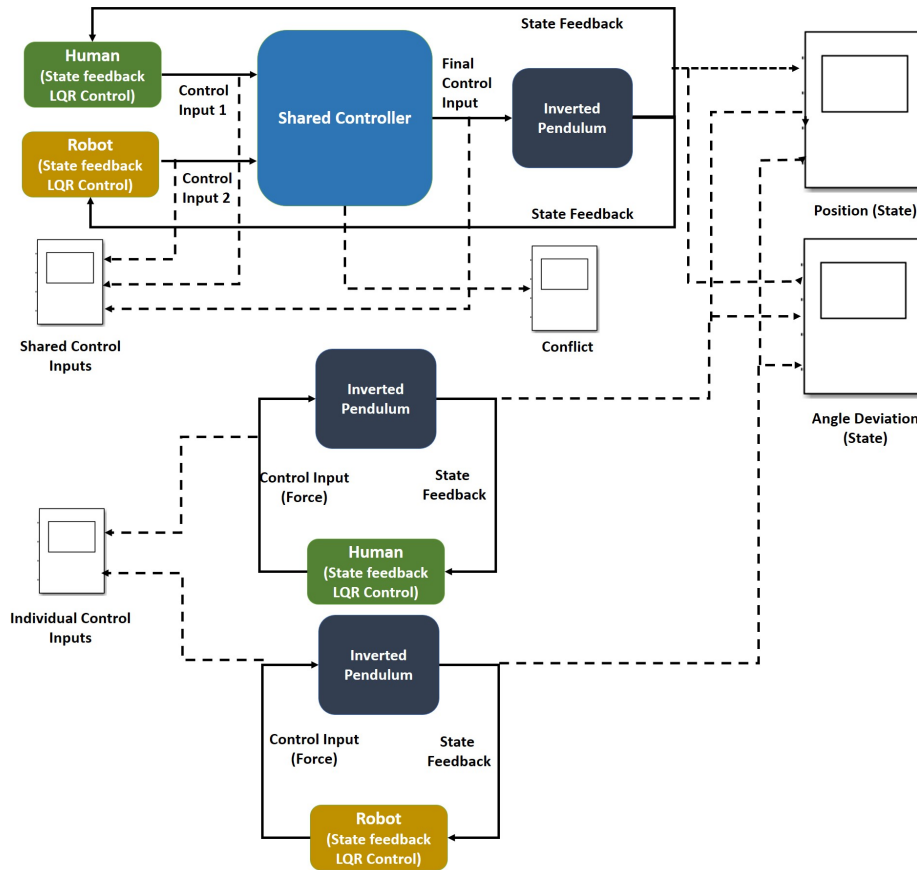 State Feedback
Human
(State feedback
LQR Control)
Control
Input 1
Shared Controller
Final
Control
Input
Inverted
Pendulum
Robot
(State feedback
LQR Control)
Control
Input 2
State Feedback
Position (State)
Shared Control
Inputs
Conflict
Angle Deviation
(State)
Inverted
Pendulum
Control Input
(Force)
State
Feedback
Human
(State feedback
LQR Control)
Individual Control
Inputs
Inverted
Pendulum
Control Input
(Force)
State
Feedback
Robot
(State feedback
LQR Control)